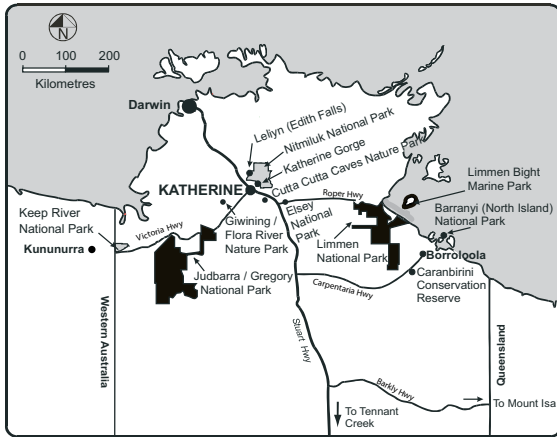 N
0 100 200
Kilometres
Darwin
Leliyn (Edith Falls)
Nitmiluk National Park
Katherine Gorge
Cutta Cutta Caves Nature Park
KATHERINE
Roper Hwy
Limmen Bight
Marine Park
Barranyi (North Island)
National Park
Keep River
National Park
Kununurra
Victoria Hwy
Giwining /
Flora River
Nature Park
Elsey
National
Park
Limmen
National Park
Borroloola
Caranbirini
Conservation
Reserve
Judbarra / Gregory
National Park
Carpentaria Hwy
Western Australia
Stuart Hwy
Queensland
Barkly Hwy
To Mount Isa
To Tennant
Creek